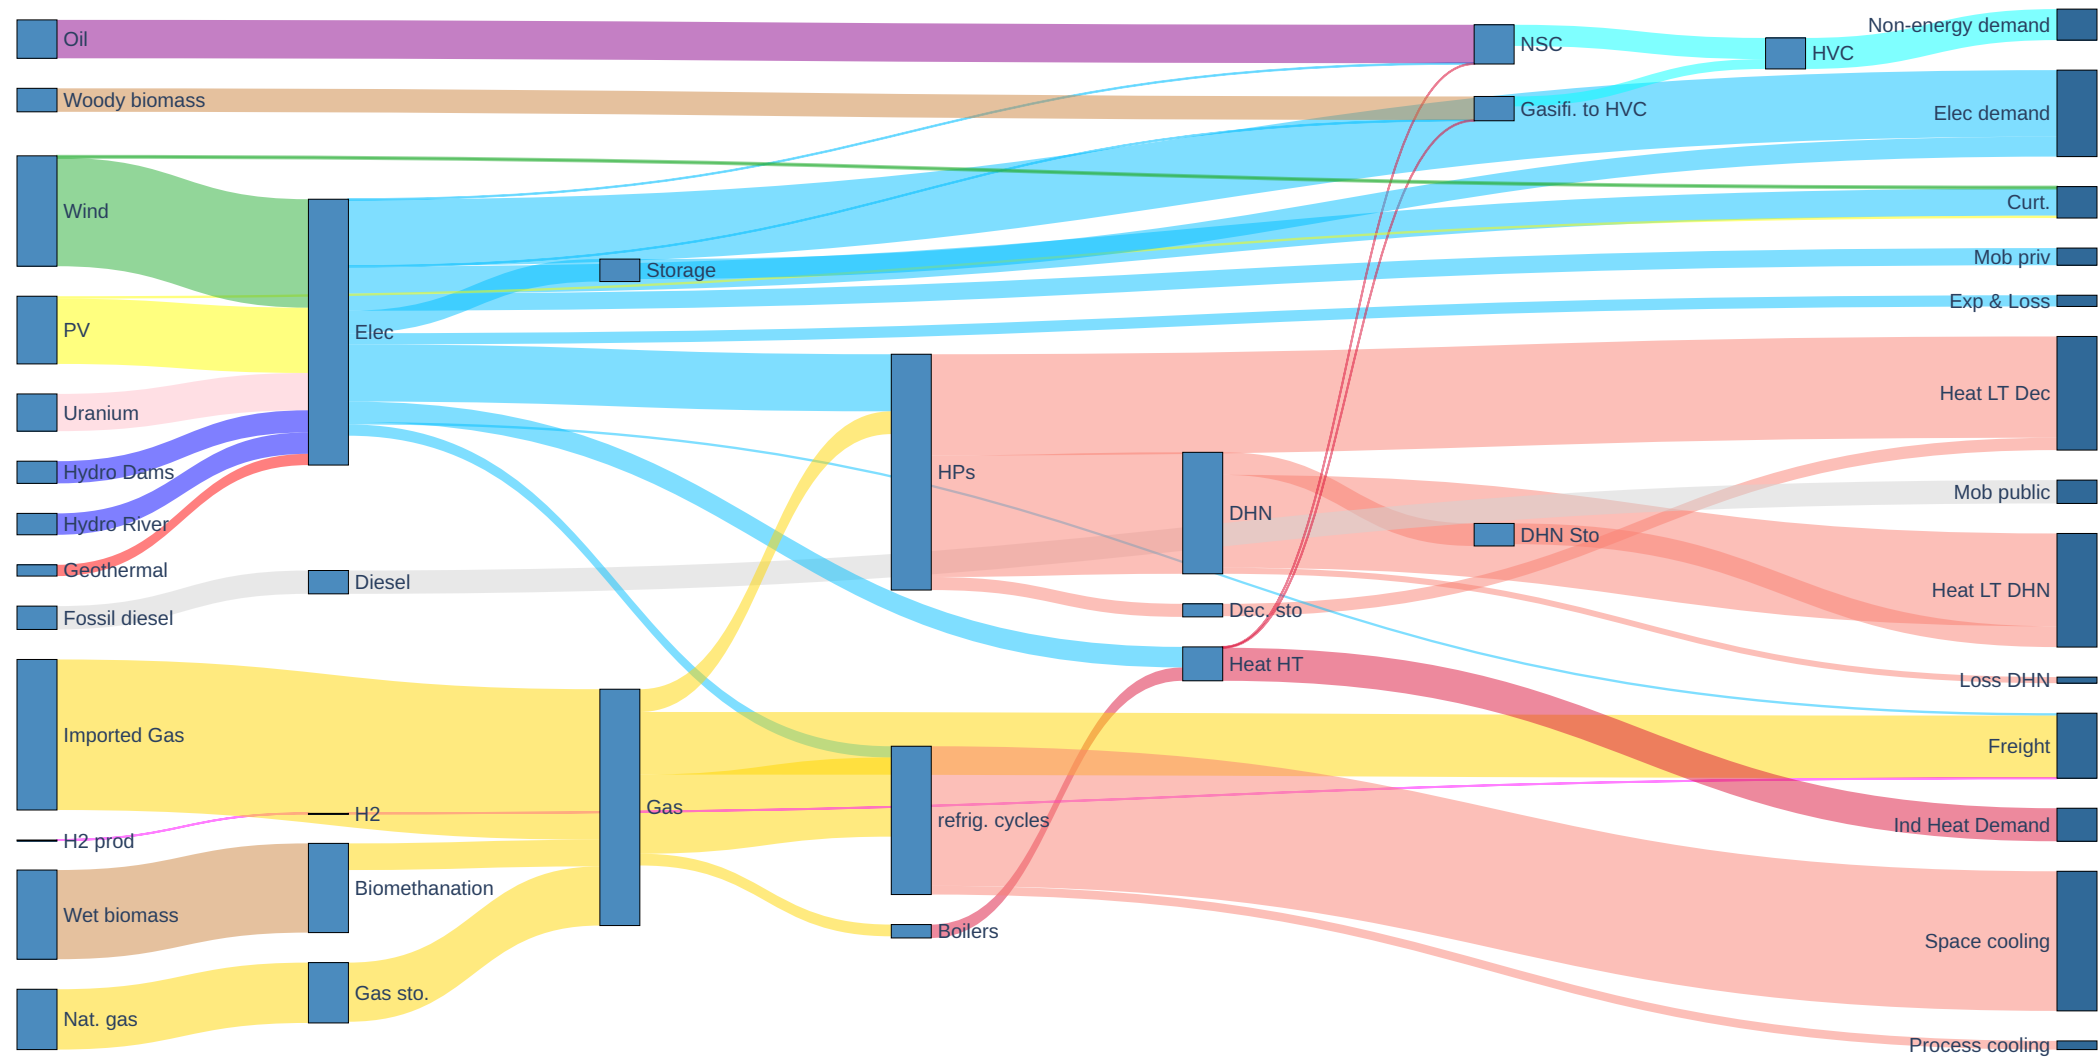 Oil
Woody biomass
Wind
PV
Uranium
Hydro Dams
Hydro River
Geothermal
Fossil diesel
Imported Gas
H2 prod
Wet biomass
Nat. gas
Elec
Diesel
H2
Biomethanation
Gas sto.
Storage
Gas
HPs
refrig. cycles
Boilers
DHN
Dec. sto
Heat HT
NSC
Gasifi. to HVC
DHN Sto
HVC
Non-energy demand
Elec demand
Curt.
Mob priv
Exp & Loss
Heat LT Dec
Mob public
Heat LT DHN
Loss DHN
Freight
Ind Heat Demand
Space cooling
Process cooling